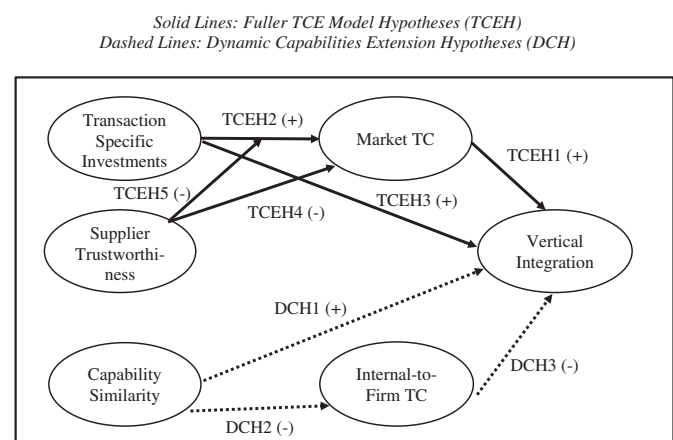 Solid Lines: Fuller TCE Model Hypotheses (TCEH)
Dashed Lines: Dynamic Capabilities Extension Hypotheses (DCH)
Transaction
Specific
Investments
TCEH2 (+)
Market TC
TCEH1 (+)
TCEH5 (-)
TCEH3 (+)
TCEH4 (-)
Supplier
Trustworthi-
ness
Vertical
Integration
DCH1 (+)
Capability
Similarity
Internal-to-
Firm TC
DCH3 (-)
DCH2 (-)